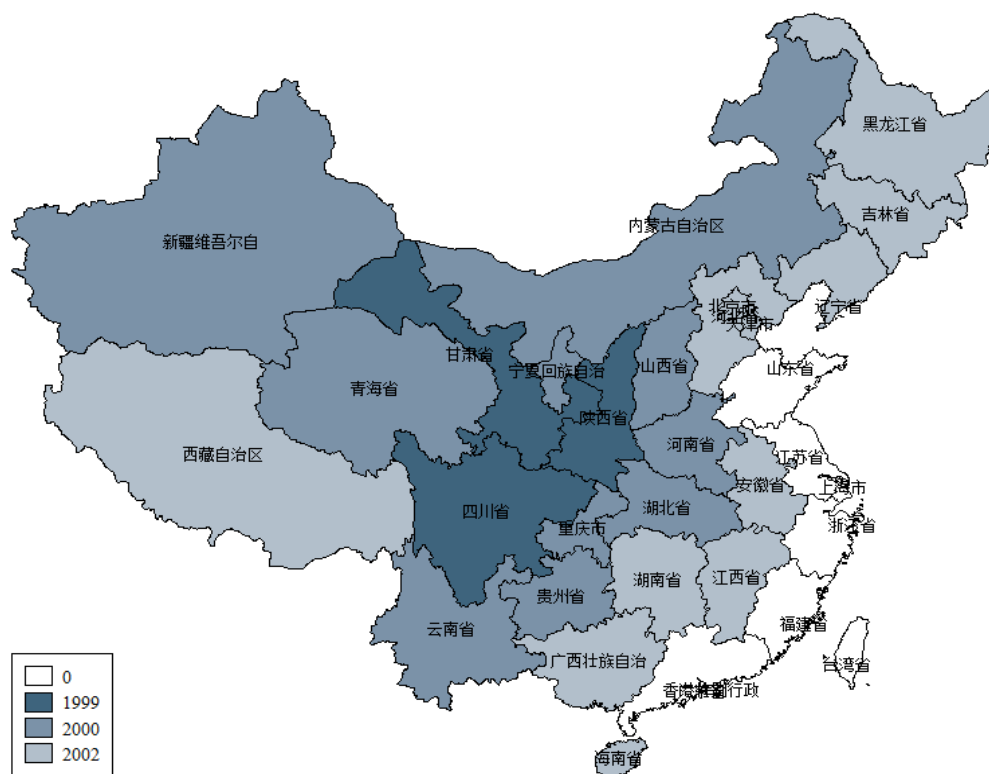 黑龙江省
吉林省
内蒙古自治区
新疆维吾尔自
辽宁省
北京市
天津市
甘肃省
宁夏回族自治
山西省
山东省
青海省
陕西省
河南省
西藏自治区
江苏省
安徽省
上海市
四川省
湖北省
重庆市
浙江省
湖南省
江西省
贵州省
云南省
福建省
广西壮族自治
台湾省
海南省
0
1999
2000
2002